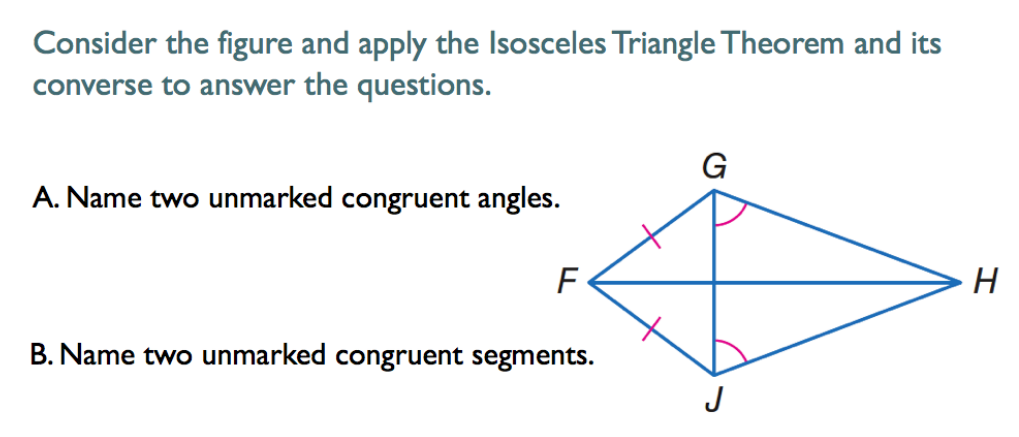 Consider the figure and apply the Isosceles Triangle Theorem and its
converse to answer the questions.
G
A. Name two unmarked congruent angles.
F
H
B. Name two unmarked congruent segments.
J